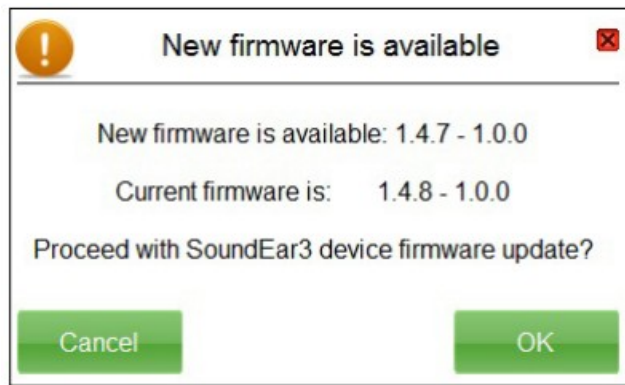 New firmware is available
New firmware is available: 1.4.7 - 1.0.0
Current firmware is: 1.4.8 - 1.0.0
Proceed with SoundEar3 device firmware update?
Cancel OK